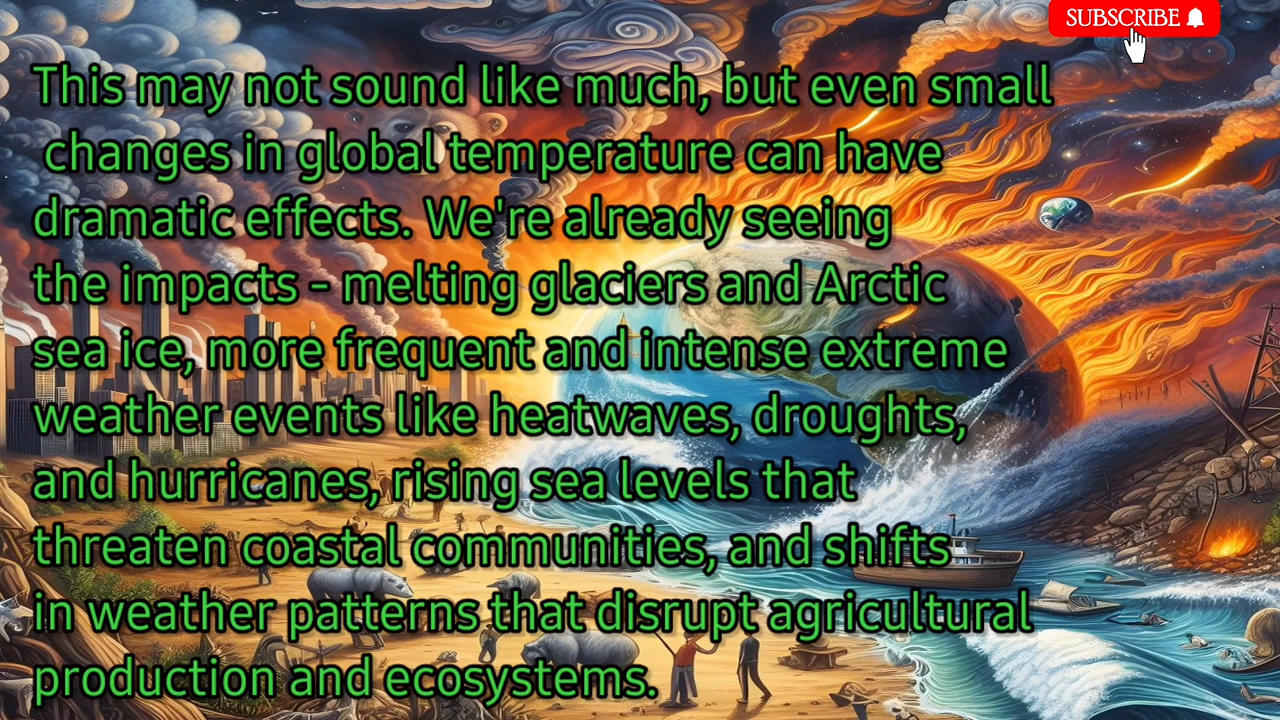 SUBSCRIBE
This may not sound like much, but even small
changes in global temperature can have
dramatic effects. We're already seeing
the impacts - melting glaciers and Arctic
sea ice, more frequent and intense extreme
weather events like heatwaves, droughts,
and hurricanes, rising sea levels that
threaten coastal communities, and shifts
in weather patterns that disrupt agricultural
production and ecosystems.